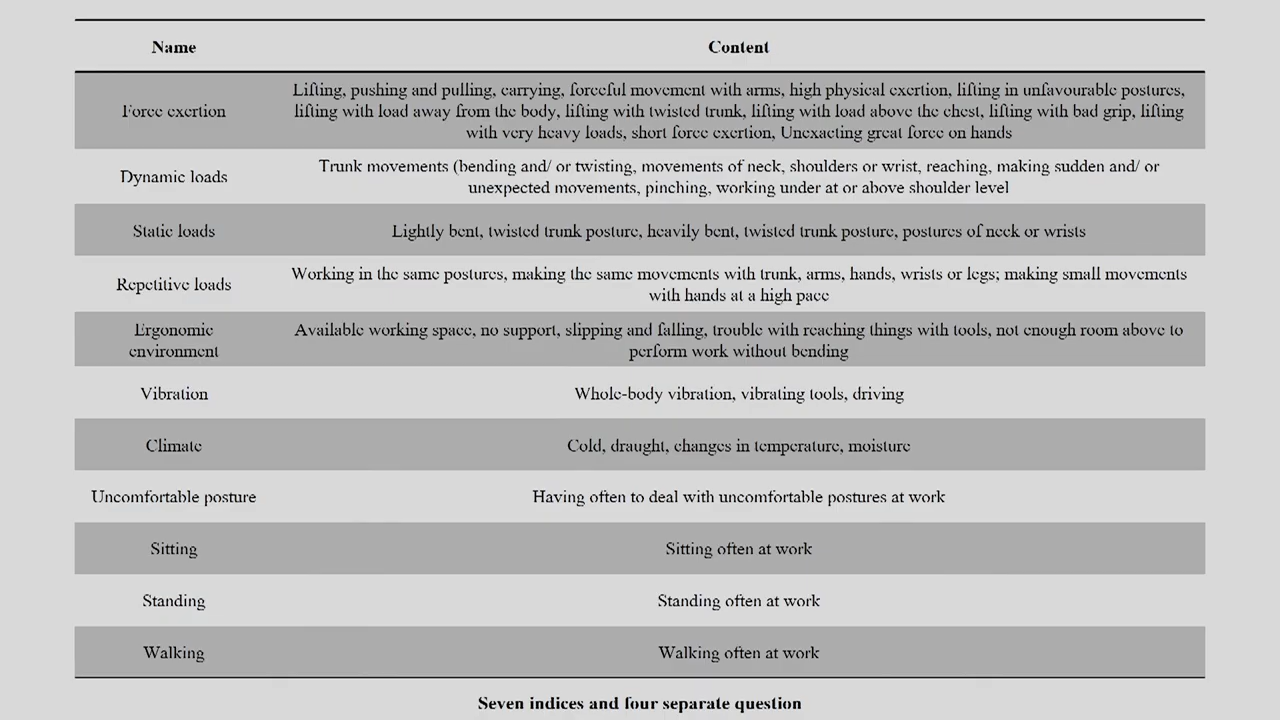 Name Content
Lifting, pushing and pulling, carrying, forceful movement with arms, high physical exertion, lifting in unfavourable postures,
Force exertion lifting with load away from the body, lifting with twisted trunk, lifting with load above the chest, lifting with bad grip, lifting
with very heavy loads, short force exertion, Unexacting great force on hands
Trunk movements (bending and/ or twisting, movements of neck, shoulders or wrist, reaching, making sudden and/ or
Dynamic loads
unexpected movements, pinching, working under at or above shoulder level
Static loads Lightly bent, twisted trunk posture, heavily bent, twisted trunk posture, postures of neck or wrists
Working in the same postures, making the same movements with trunk, arms, hands, wrists or legs; making small movements
Repetitive loads
with hands at a high pace
Ergonomic Available working space, no support, slipping and falling, trouble with reaching things with tools, not enough room above to
environment perform work without bending
Vibration Whole-body vibration, vibrating tools, driving
Climate Cold, draught, changes in temperature, moisture
Uncomfortable posture Having often to deal with uncomfortable postures at work
Sitting Sitting often at work
Standing Standing often at work
Walking Walking often at work
Seven indices and four separate question